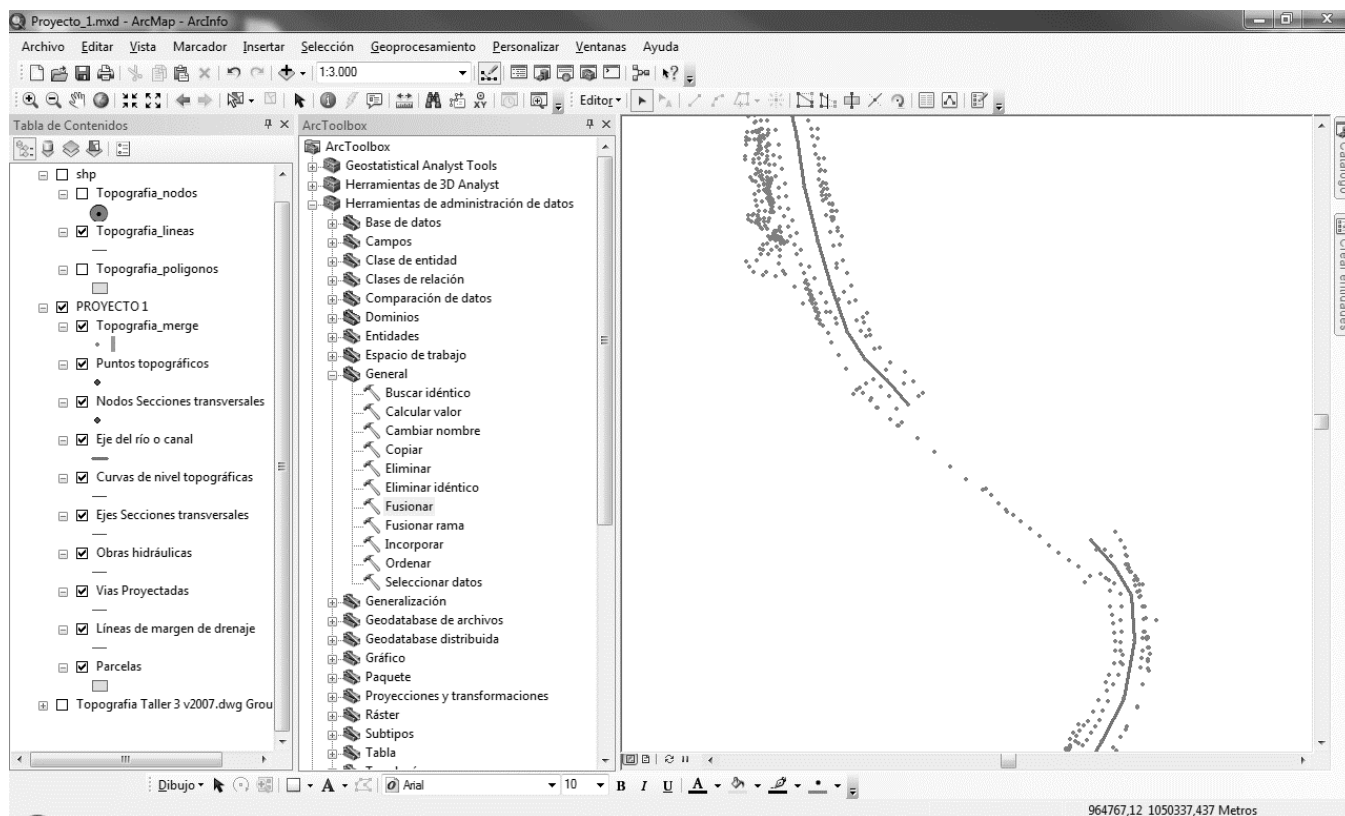 Proyecto_1.mxd - ArcMap - ArcInfo
Archivo Editar Vista Marcador Insertar Selección Geoprocesamiento Personalizar Ventanas Ayuda
1:3.000
Editor
Tabla de Contenidos
shp
Topografia_nodos
Topografia_lineas
Topografia_poligonos
PROYECTO 1
Topografia_merge
Puntos topográficos
Nodos Secciones transversales
Eje del río o canal
Curvas de nivel topográficas
Ejes Secciones transversales
Obras hidráulicas
Vias Proyectadas
Líneas de margen de drenaje
Parcelas
Topografia Taller 3 v2007.dwg Grou
ArcToolbox
ArcToolbox
Geostatistical Analyst Tools
Herramientas de 3D Analyst
Herramientas de administración de datos
Base de datos
Campos
Clase de entidad
Clases de relación
Comparación de datos
Dominios
Entidades
Espacio de trabajo
General
Buscar idéntico
Calcular valor
Cambiar nombre
Copiar
Eliminar
Eliminar idéntico
Fusionar
Fusionar rama
Incorporar
Ordenar
Seleccionar datos
Generalización
Geodatabase de archivos
Geodatabase distribuida
Gráfico
Paquete
Proyecciones y transformaciones
Ráster
Subtipos
Tabla
Catálogo
Crear entidades
Dibujo A Arial 10 B I U A
964767,12 1050337,437 Metros